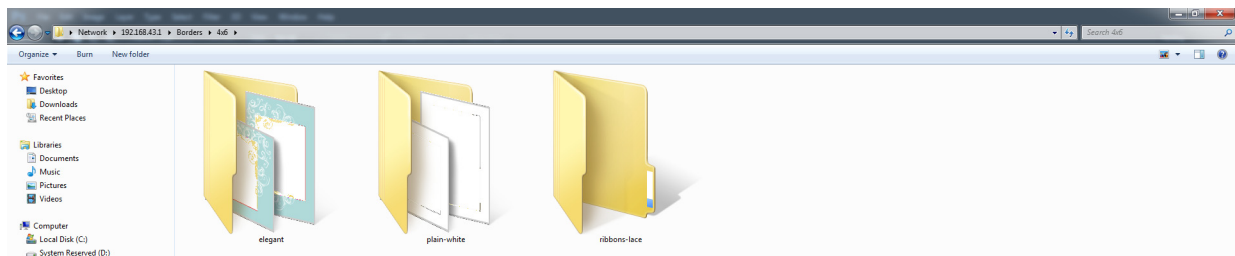 Network ▸ 192.168.43.1 ▸ Borders ▸ 4x6 ▸
Search 4x6
Organize ▾ Burn New folder
Favorites
Desktop
Downloads
Recent Places
Libraries
Documents
Music
Pictures
Videos
Computer
Local Disk (C:)
System Reserved (D:)
elegant
plain-white
ribbons-lace